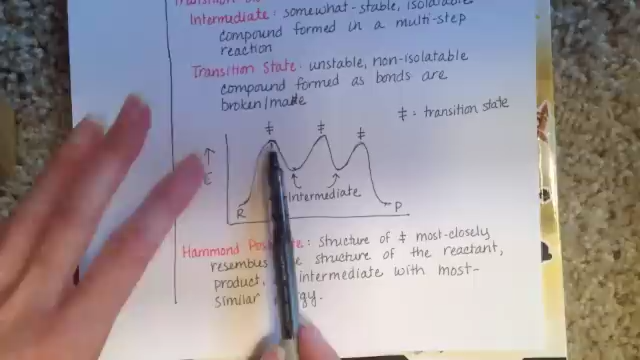 Intermediate: somewhat-stable, isolatable
compound formed in a multi-step
reaction
Transition State: unstable, non-isolatable
compound formed as bonds are
broken/made
‡ = transition state
‡ ‡ ‡
E
Intermediate
R P
Hammond : structure of ‡ most-closely
resembles structure of the reactant,
product, intermediate with most-
similar